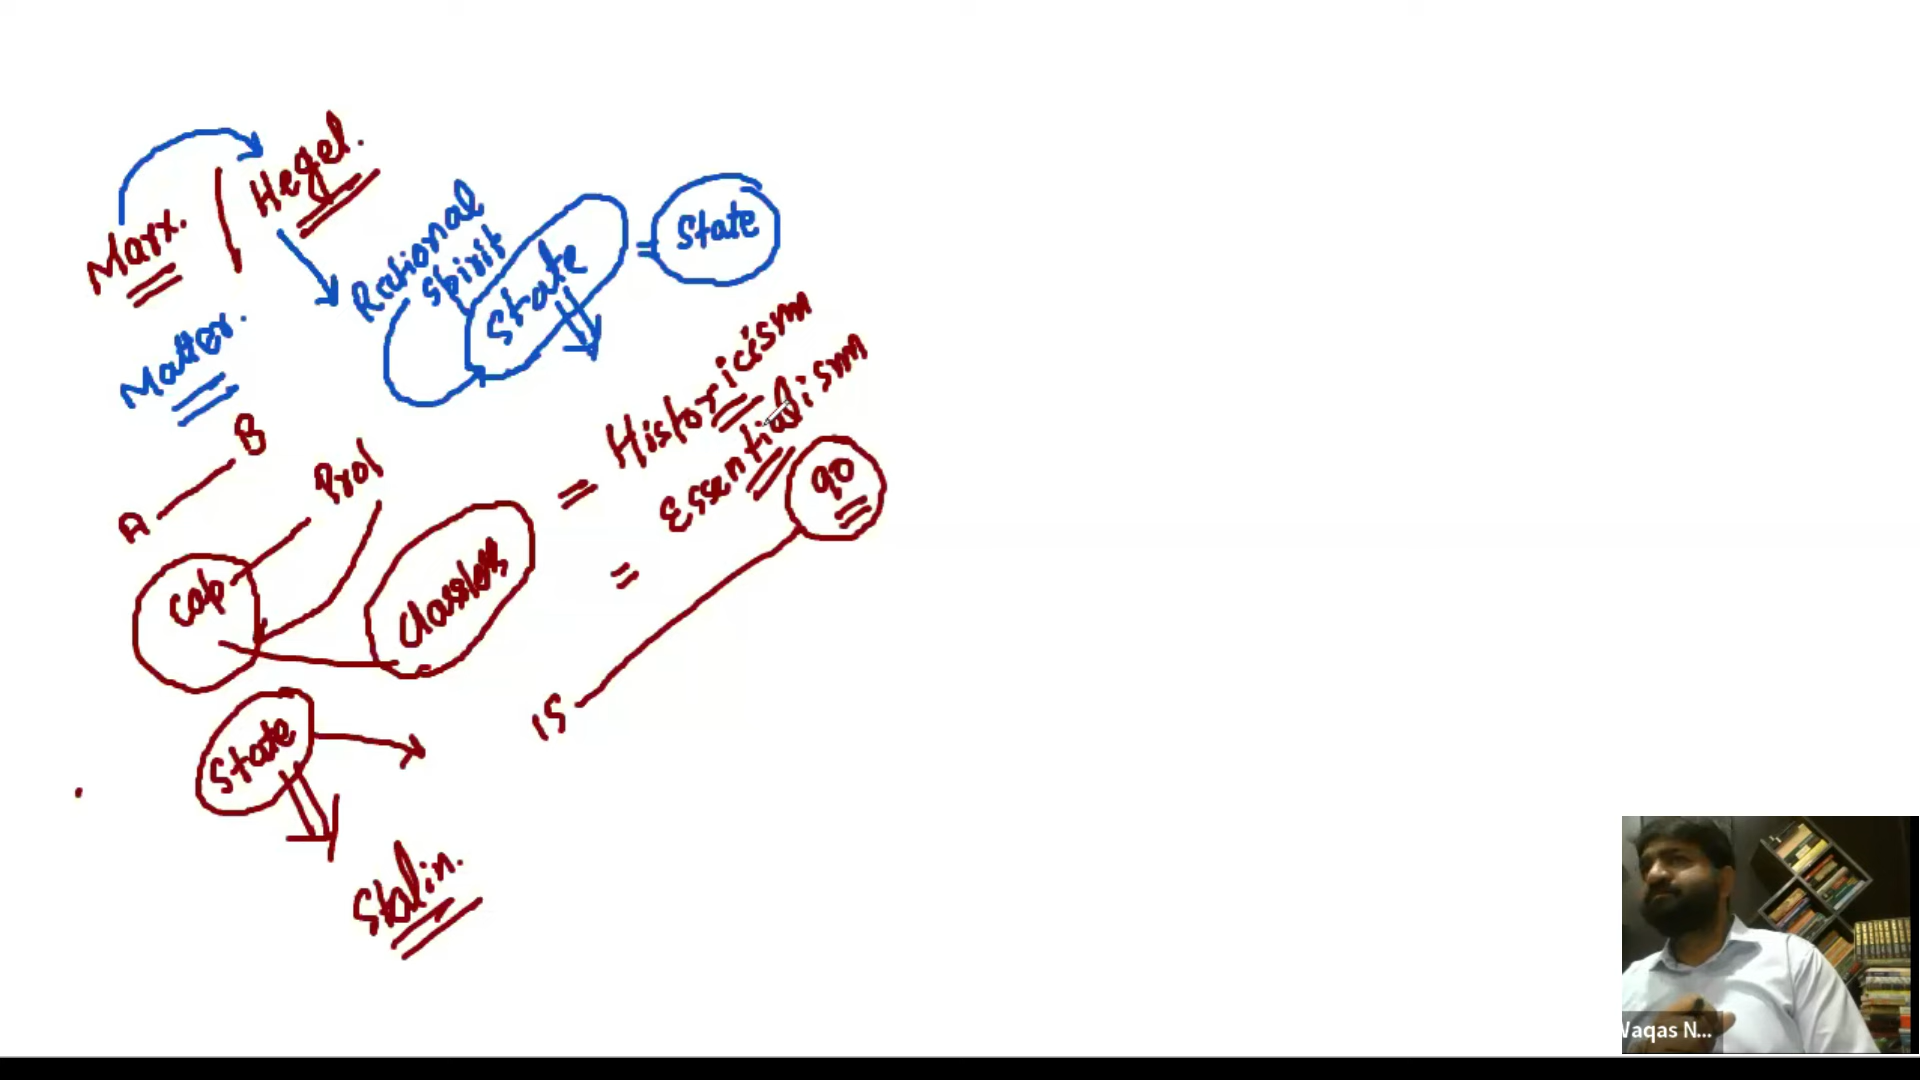 Hegel.
Marx.
Rational
Spirit
State
= State
Matter.
= Historicism
Essentialism
B
A
Prol
90
Cap
Classless
=
15
State
Stalin.
Waqas N...